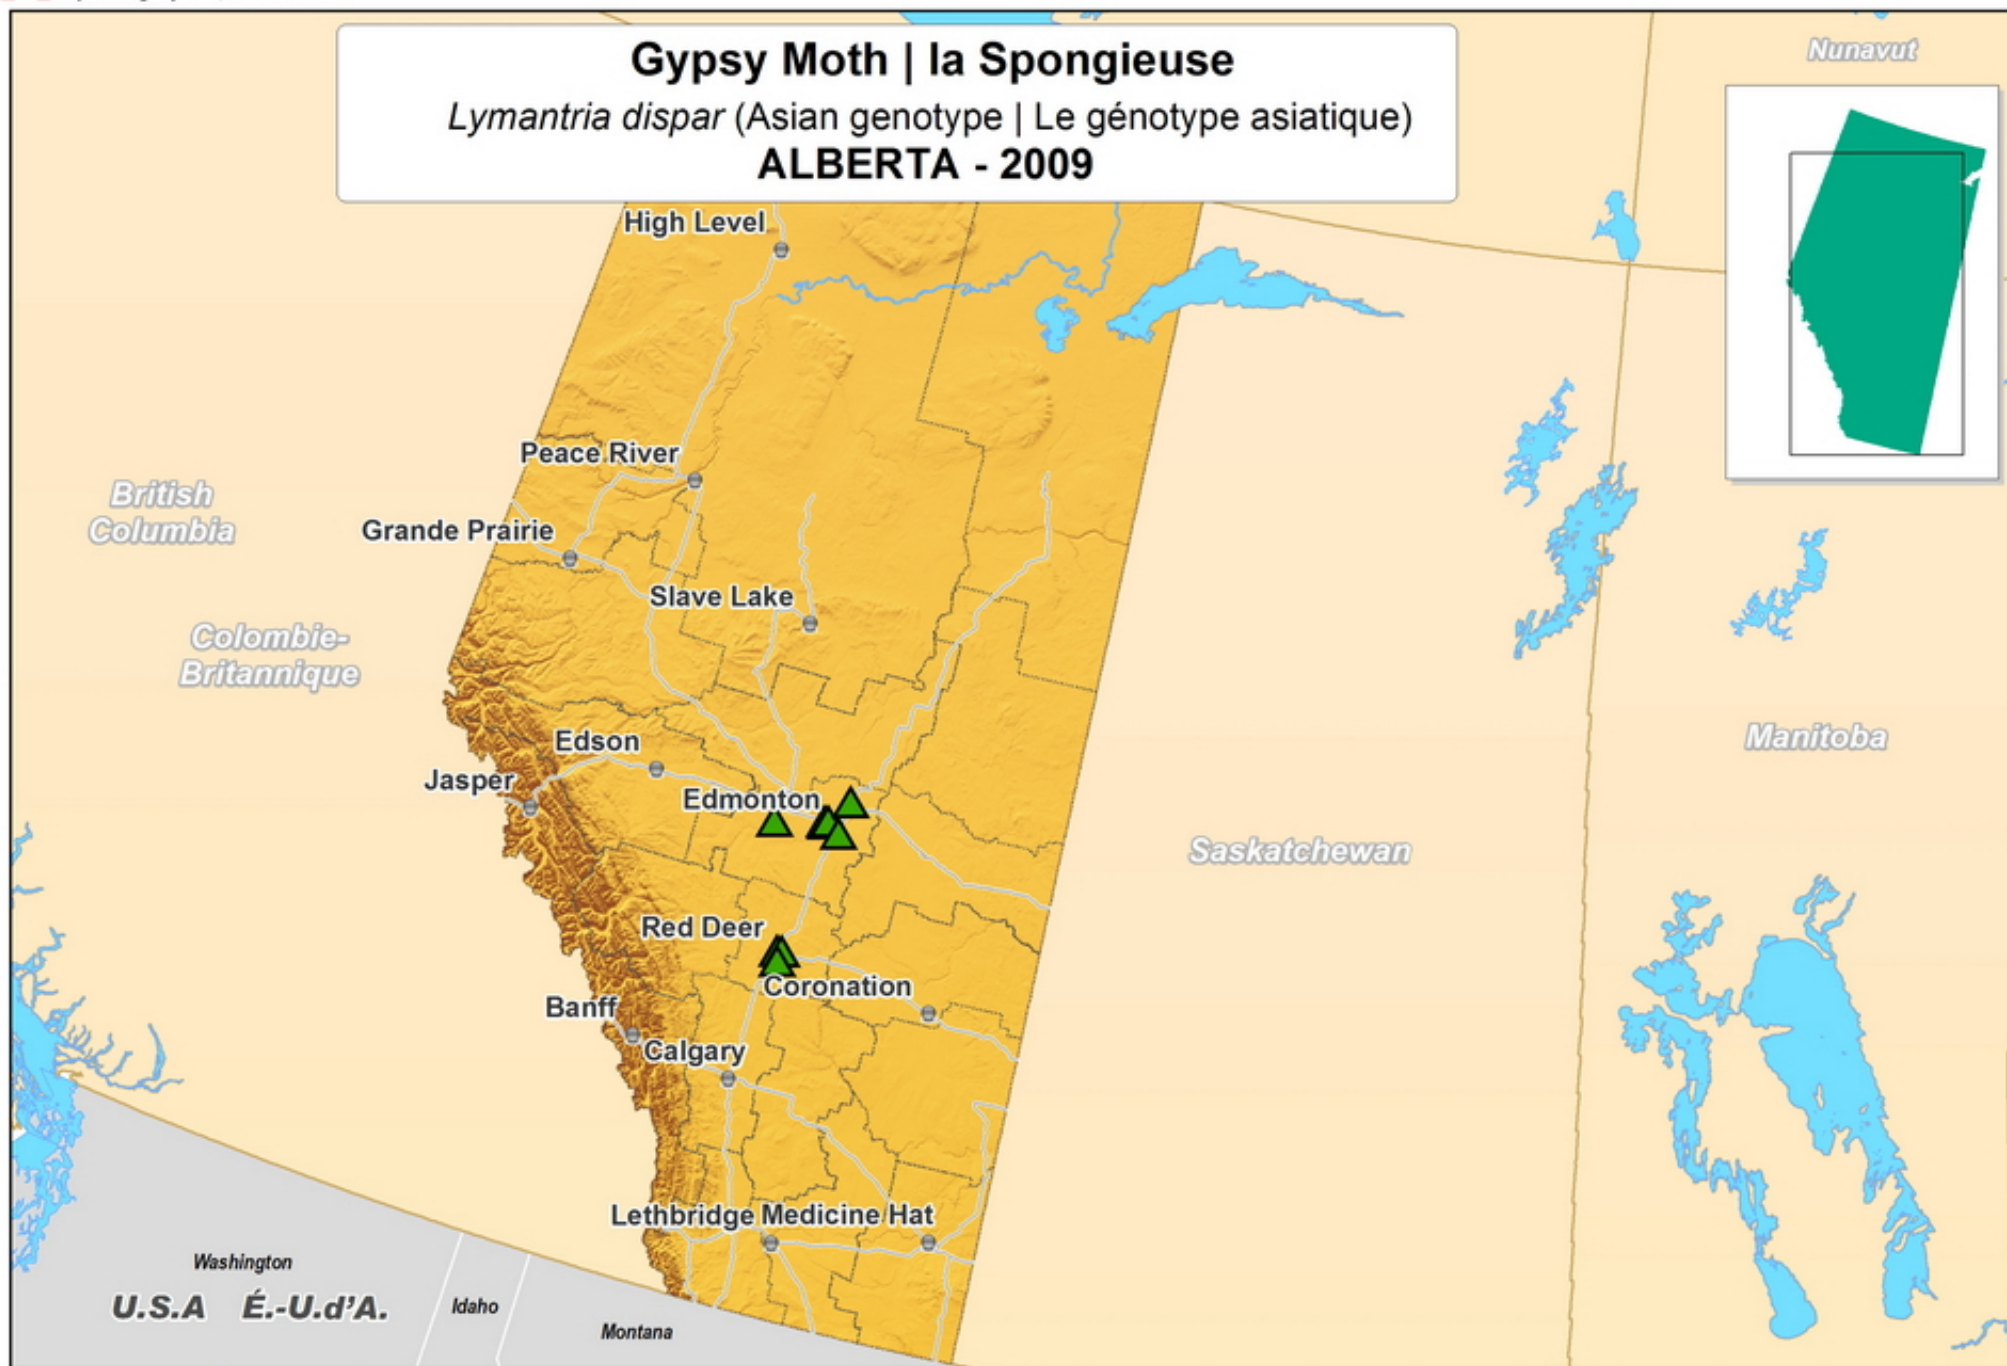 Gypsy Moth | la Spongieuse
Lymantria dispar (Asian genotype | Le génotype asiatique)
ALBERTA - 2009
Nunavut
High Level
Peace River
British
Columbia
Grande Prairie
Slave Lake
Colombie-
Britannique
Edson
Manitoba
Jasper
Edmonton
Saskatchewan
Red Deer
Coronation
Banff
Calgary
Lethbridge
Medicine Hat
Washington
U.S.A É.-U.d'A.
Idaho
Montana